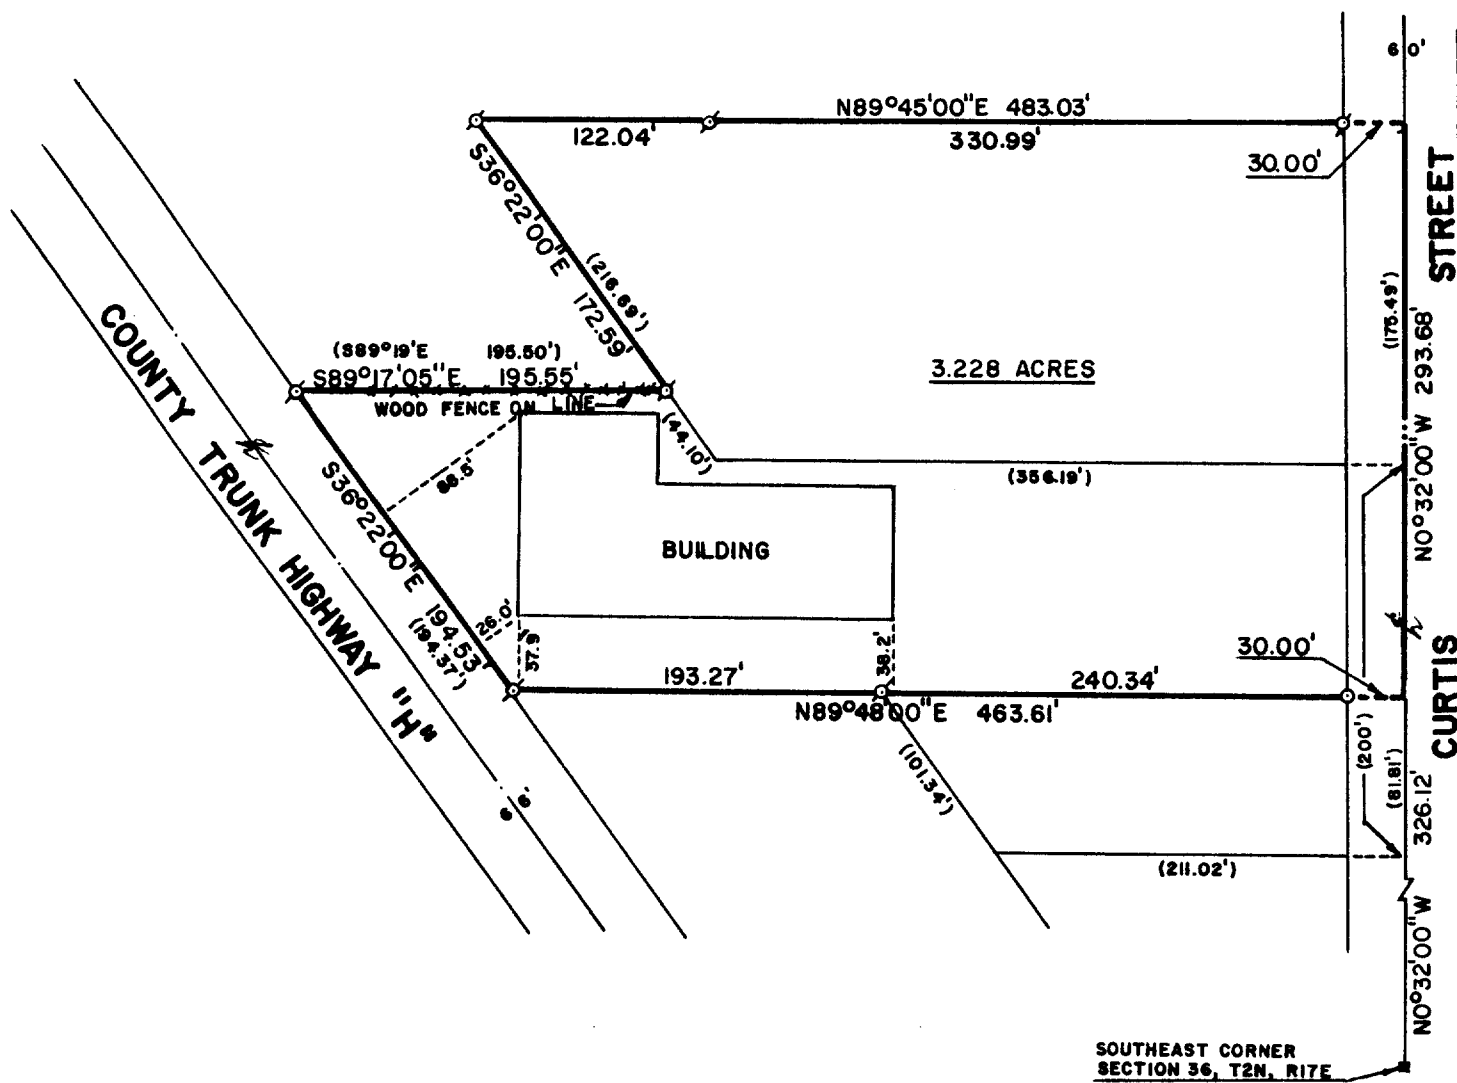 60'
N89°45'00"E 483.03'
122.04'
330.99'
30.00'
STREET
S36°22'00"E 172.59'
(216.69')
(175.49')
N0°32'00"W 293.68'
(S89°19'E 195.50')
S89°17'05"E 195.55'
WOOD FENCE ON LINE
3.228 ACRES
COUNTY TRUNK HIGHWAY "H"
(44.10')
(356.19')
S36°22'00"E 194.53'
(194.37')
BUILDING
26.0'
37.9'
38.2'
30.00'
193.27'
240.34'
N89°48'00"E 463.61'
CURTIS
(101.34')
(200')
(81.81')
326.12'
66'
(211.02')
N0°32'00"W
SOUTHEAST CORNER
SECTION 36, T2N, R17E